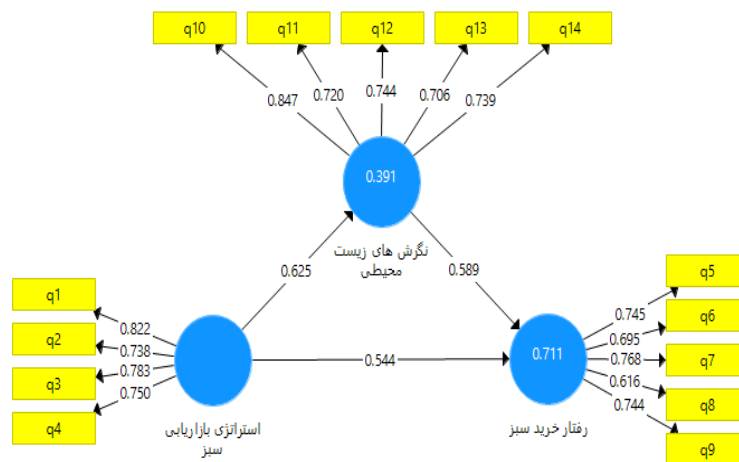 q10
q11
q12
q13
q14
0.847
0.720
0.744
0.706
0.739
0.391
نگرش های زیست
محیطی
0.625
0.589
q1
q2
q3
q4
0.822
0.738
0.783
0.750
استراتژی بازاریابی
سبز
0.544
0.711
رفتار خرید سبز
0.745
0.695
0.768
0.616
0.744
q5
q6
q7
q8
q9